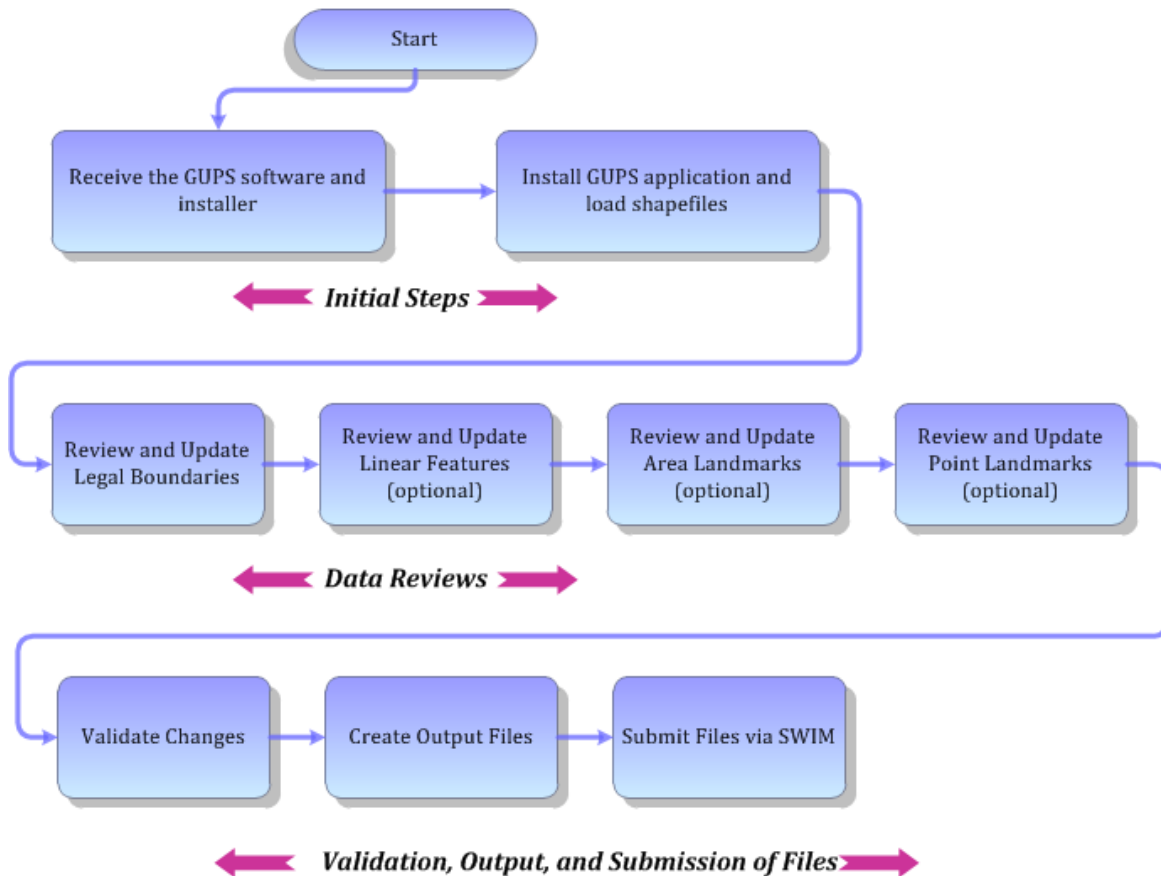 Start
Receive the GUPS software and
installer
Install GUPS application and
load shapefiles
Initial Steps
Review and Update
Legal Boundaries
Review and Update
Linear Features
(optional)
Review and Update
Area Landmarks
(optional)
Review and Update
Point Landmarks
(optional)
Data Reviews
Validate Changes
Create Output Files
Submit Files via SWIM
Validation, Output, and Submission of Files